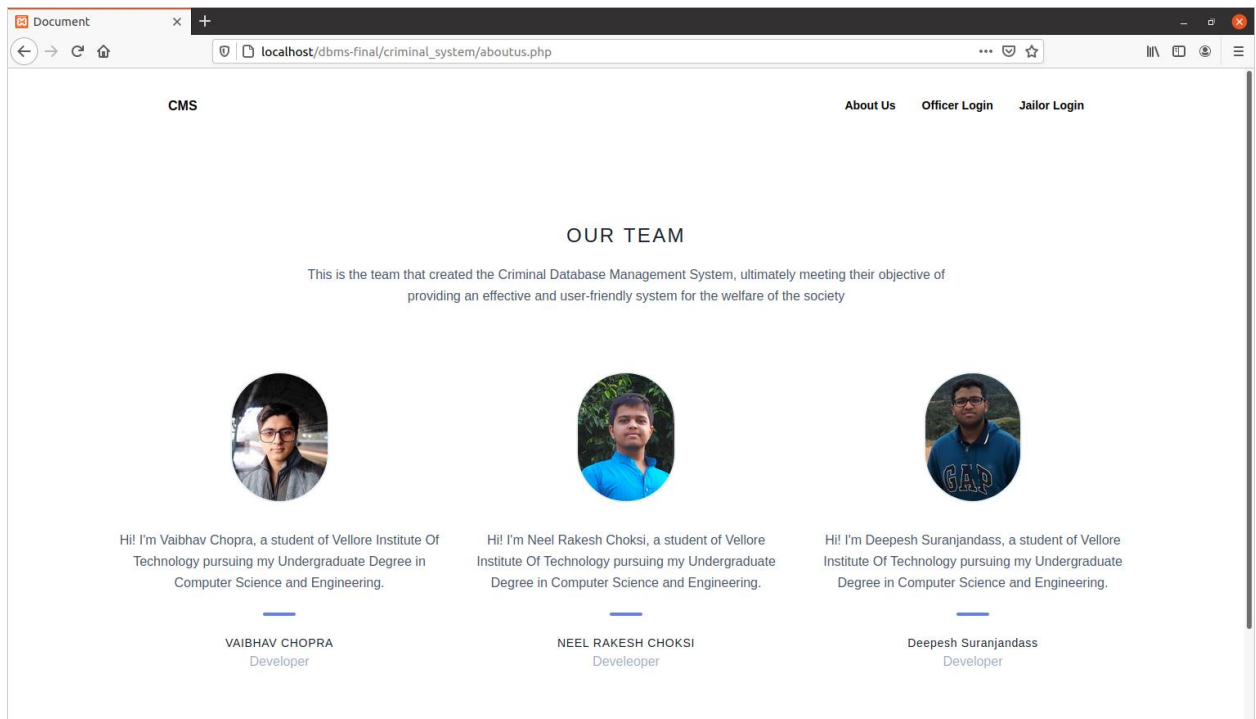 Document
localhost/dbms-final/criminal_system/aboutus.php
CMS
About Us Officer Login Jailor Login
OUR TEAM
This is the team that created the Criminal Database Management System, ultimately meeting their objective of
providing an effective and user-friendly system for the welfare of the society
GAP
Hi! I'm Vaibhav Chopra, a student of Vellore Institute Of
Technology pursuing my Undergraduate Degree in
Computer Science and Engineering.
VAIBHAV CHOPRA
Developer
Hi! I'm Neel Rakesh Choksi, a student of Vellore
Institute Of Technology pursuing my Undergraduate
Degree in Computer Science and Engineering.
NEEL RAKESH CHOKSI
Develeoper
Hi! I'm Deepesh Suranjandass, a student of Vellore
Institute Of Technology pursuing my Undergraduate
Degree in Computer Science and Engineering.
Deepesh Suranjandass
Developer